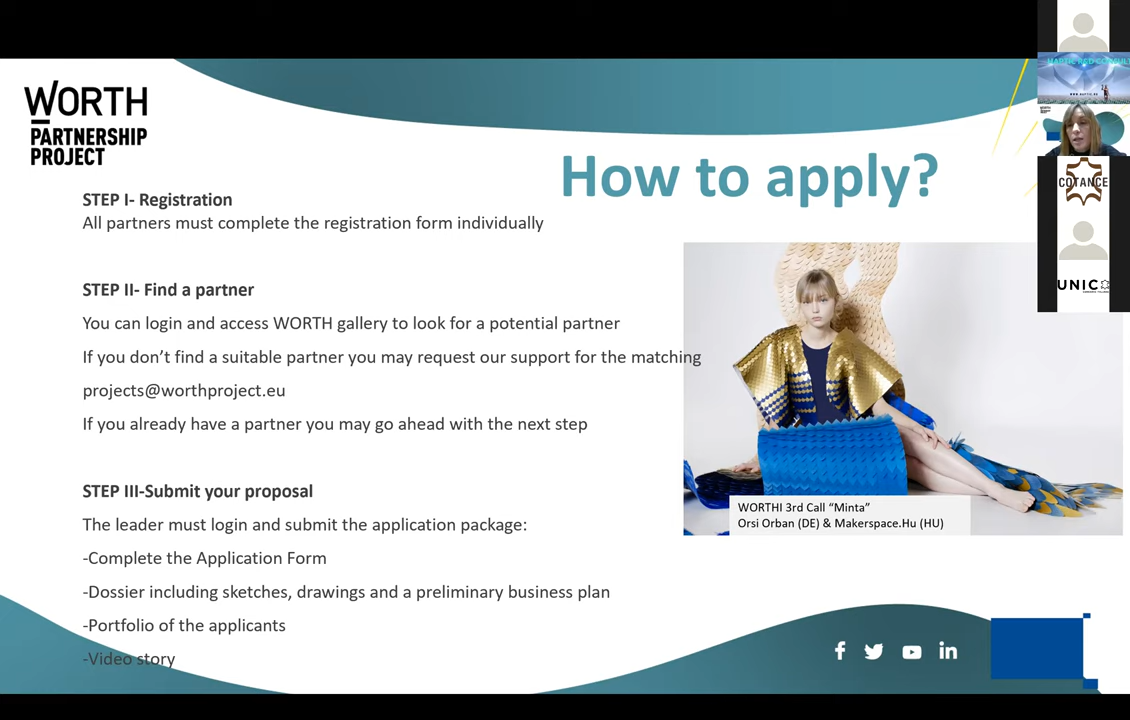 WORTH
PARTNERSHIP
PROJECT
How to apply?
STEP I- Registration
All partners must complete the registration form individually
STEP II- Find a partner
You can login and access WORTH gallery to look for a potential partner
If you don’t find a suitable partner you may request our support for the matching
projects@worthproject.eu
If you already have a partner you may go ahead with the next step
STEP III-Submit your proposal
The leader must login and submit the application package:
-Complete the Application Form
-Dossier including sketches, drawings and a preliminary business plan
-Portfolio of the applicants
-Video story
WORTHI 3rd Call “Minta”
Orsi Orban (DE) & Makerspace.Hu (HU)
COTANCE
UNIC